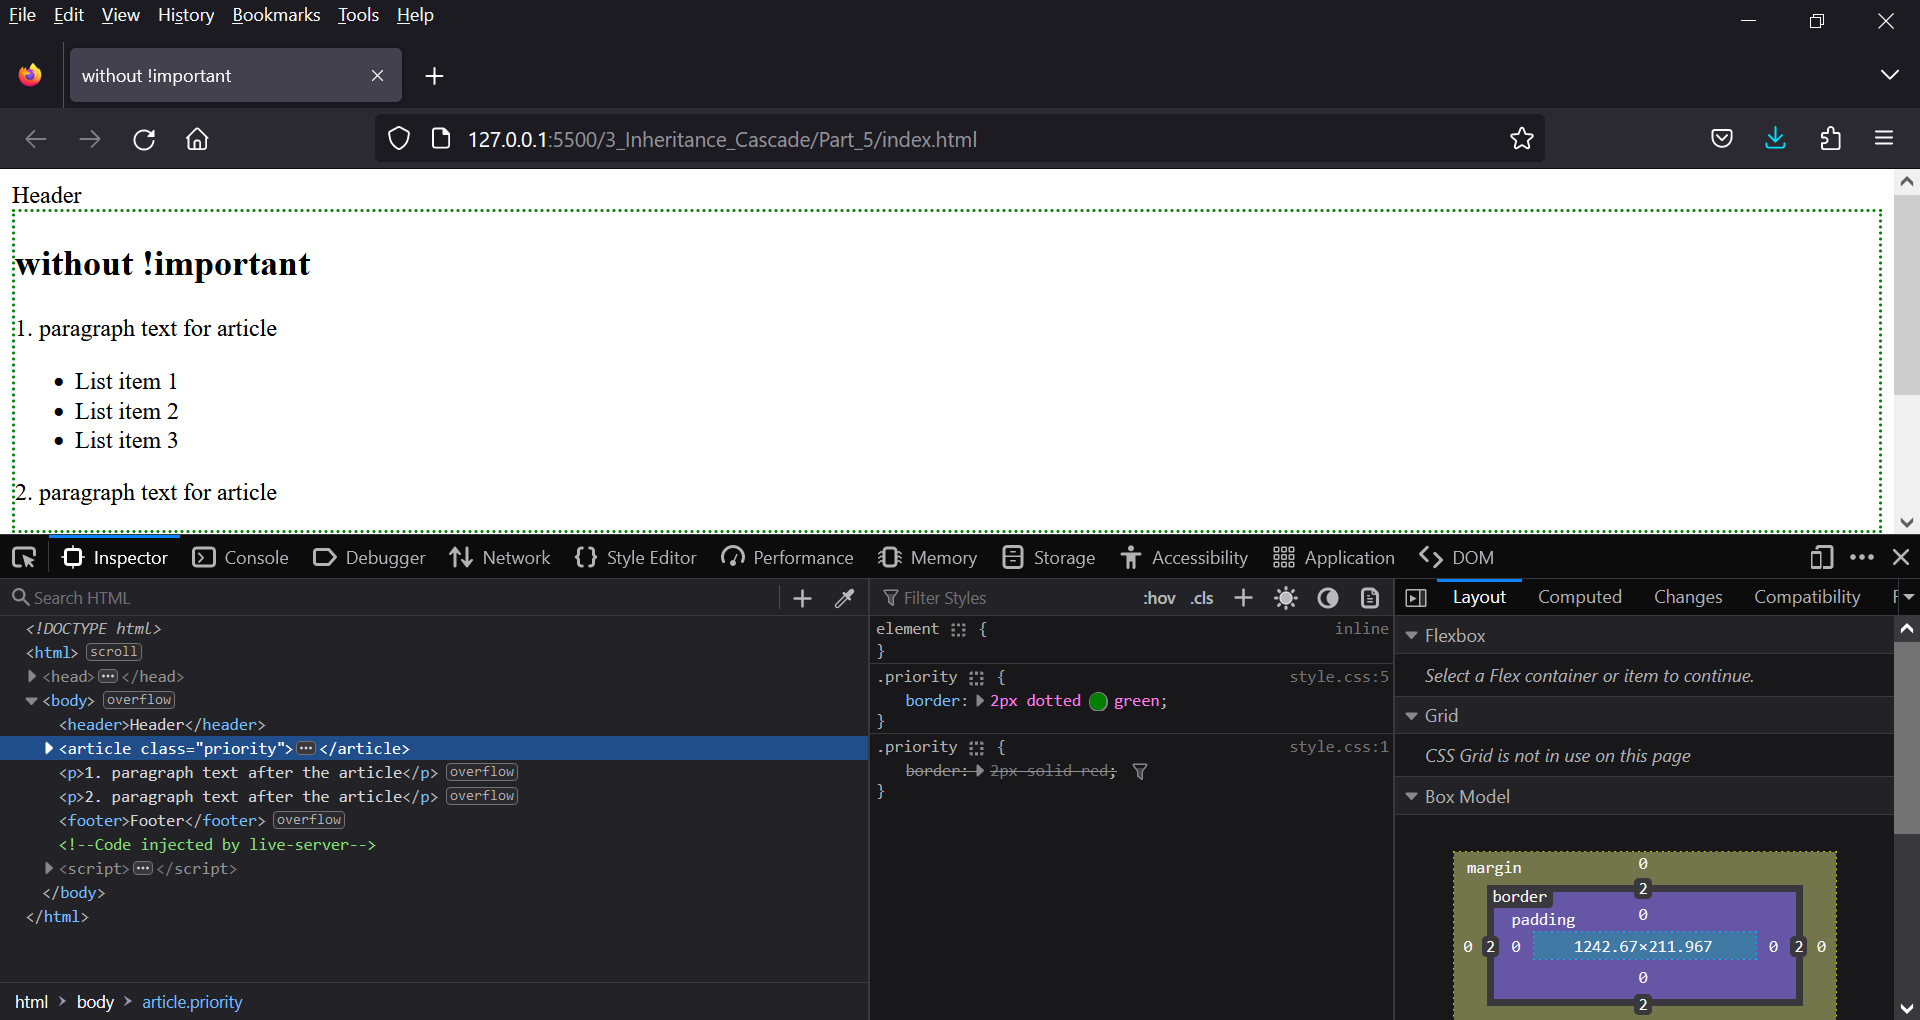 File Edit View History Bookmarks Tools Help
without !important
127.0.0.1:5500/3_Inheritance_Cascade/Part_5/index.html
Header
without !important
1. paragraph text for article
• List item 1
• List item 2
• List item 3
2. paragraph text for article
Inspector Console Debugger Network Style Editor Performance Memory Storage Accessibility Application DOM
Search HTML
<!DOCTYPE html>
<html> scroll
<head> ··· </head>
<body> overflow
<header>Header</header>
<article class="priority"> ··· </article>
<p>1. paragraph text after the article</p> overflow
<p>2. paragraph text after the article</p> overflow
<footer>Footer</footer> overflow
<!--Code injected by live-server-->
<script> ··· </script>
</body>
</html>
html > body > article.priority
Filter Styles :hov .cls
element { inline
}
.priority { style.css:5
border: 2px dotted green;
}
.priority { style.css:1
border: 2px solid red;
}
Layout Computed Changes Compatibility
Flexbox
Select a Flex container or item to continue.
Grid
CSS Grid is not in use on this page
Box Model
margin 0
border 2
padding 0
0 2 0 1242.67×211.967 0 2 0
0
2